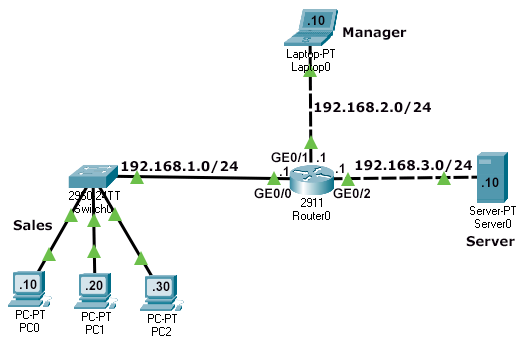 .10
Manager
Laptop-PT
Laptop0
192.168.2.0/24
GE0/1
.1
192.168.1.0/24
.1
.1
192.168.3.0/24
GE0/0
GE0/2
2911
Router0
2960-24TT
Switch0
.10
Server-PT
Server0
Server
Sales
.10
.20
.30
PC-PT
PC0
PC-PT
PC1
PC-PT
PC2